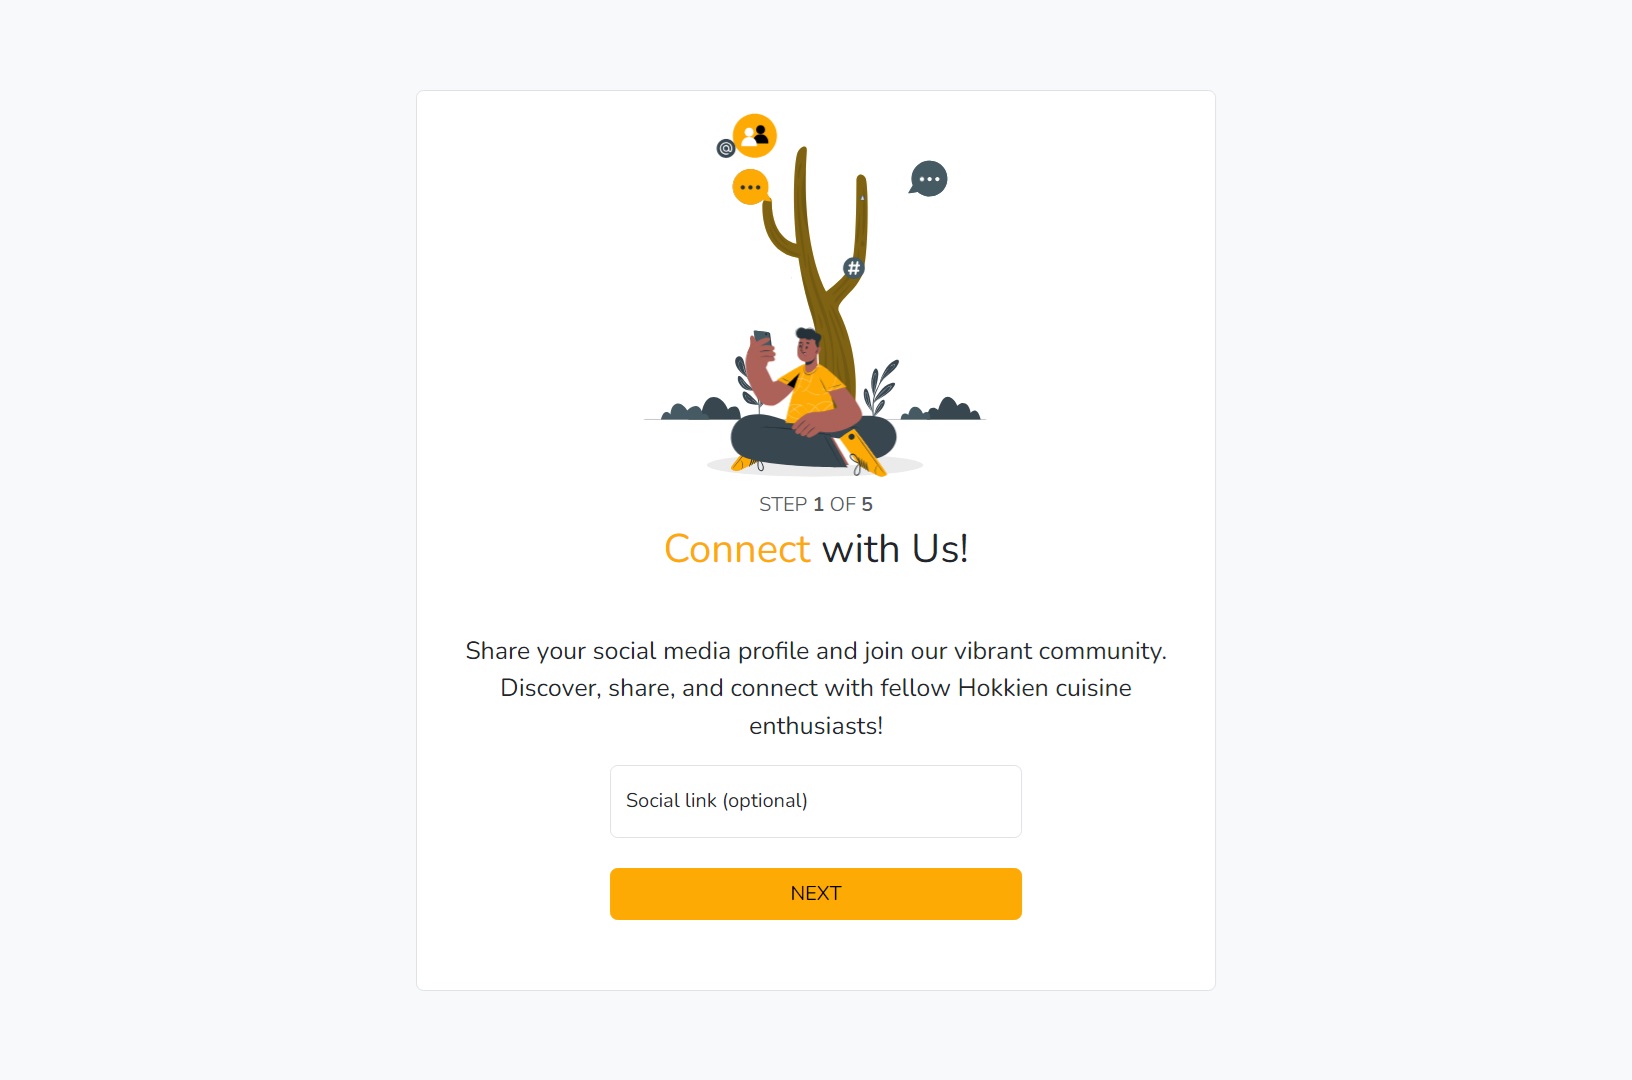 @
#
STEP 1 OF 5
Connect with Us!
Share your social media profile and join our vibrant community.
Discover, share, and connect with fellow Hokkien cuisine
enthusiasts!
Social link (optional)
NEXT